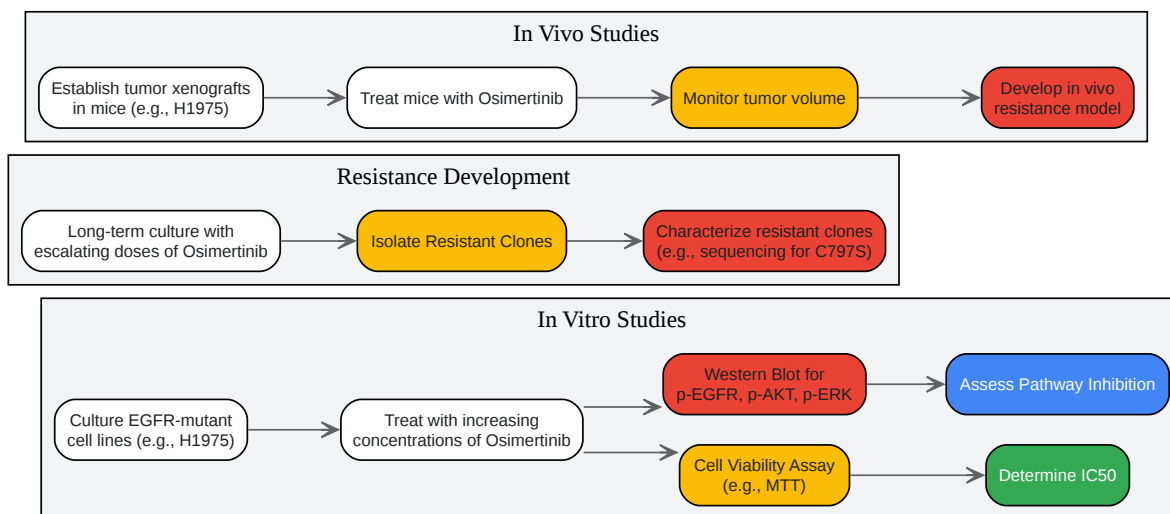 In Vivo Studies
Establish tumor xenografts
in mice (e.g., H1975)
Treat mice with Osimertinib
Monitor tumor volume
Develop in vivo
resistance model
Resistance Development
Long-term culture with
escalating doses of Osimertinib
Isolate Resistant Clones
Characterize resistant clones
(e.g., sequencing for C797S)
In Vitro Studies
Culture EGFR-mutant
cell lines (e.g., H1975)
Treat with increasing
concentrations of Osimertinib
Western Blot for
p-EGFR, p-AKT, p-ERK
Assess Pathway Inhibition
Cell Viability Assay
(e.g., MTT)
Determine IC50